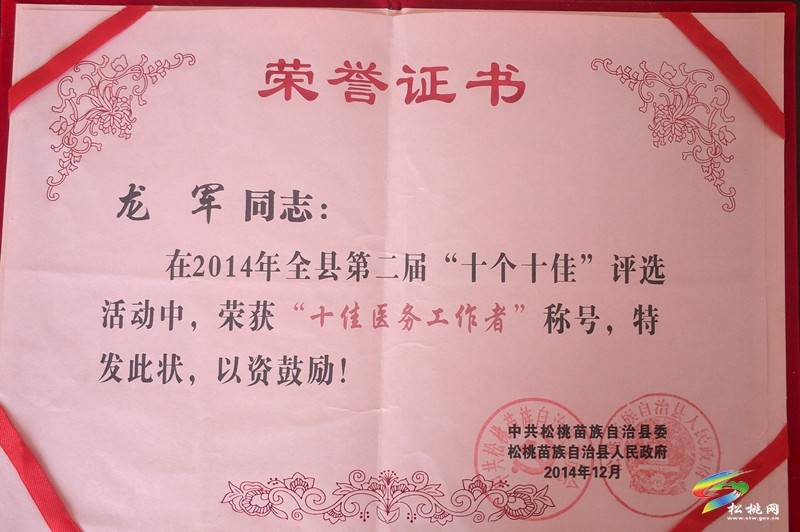 荣誉证书
龙 军 同志：
在2014年全县第二届“十个十佳”评选
活动中，荣获“十佳医务工作者”称号，特
发此状，以资鼓励！
中共松桃苗族自治县委
松桃苗族自治县人民政府
2014年12月
松桃网
www.stw.gov.cn